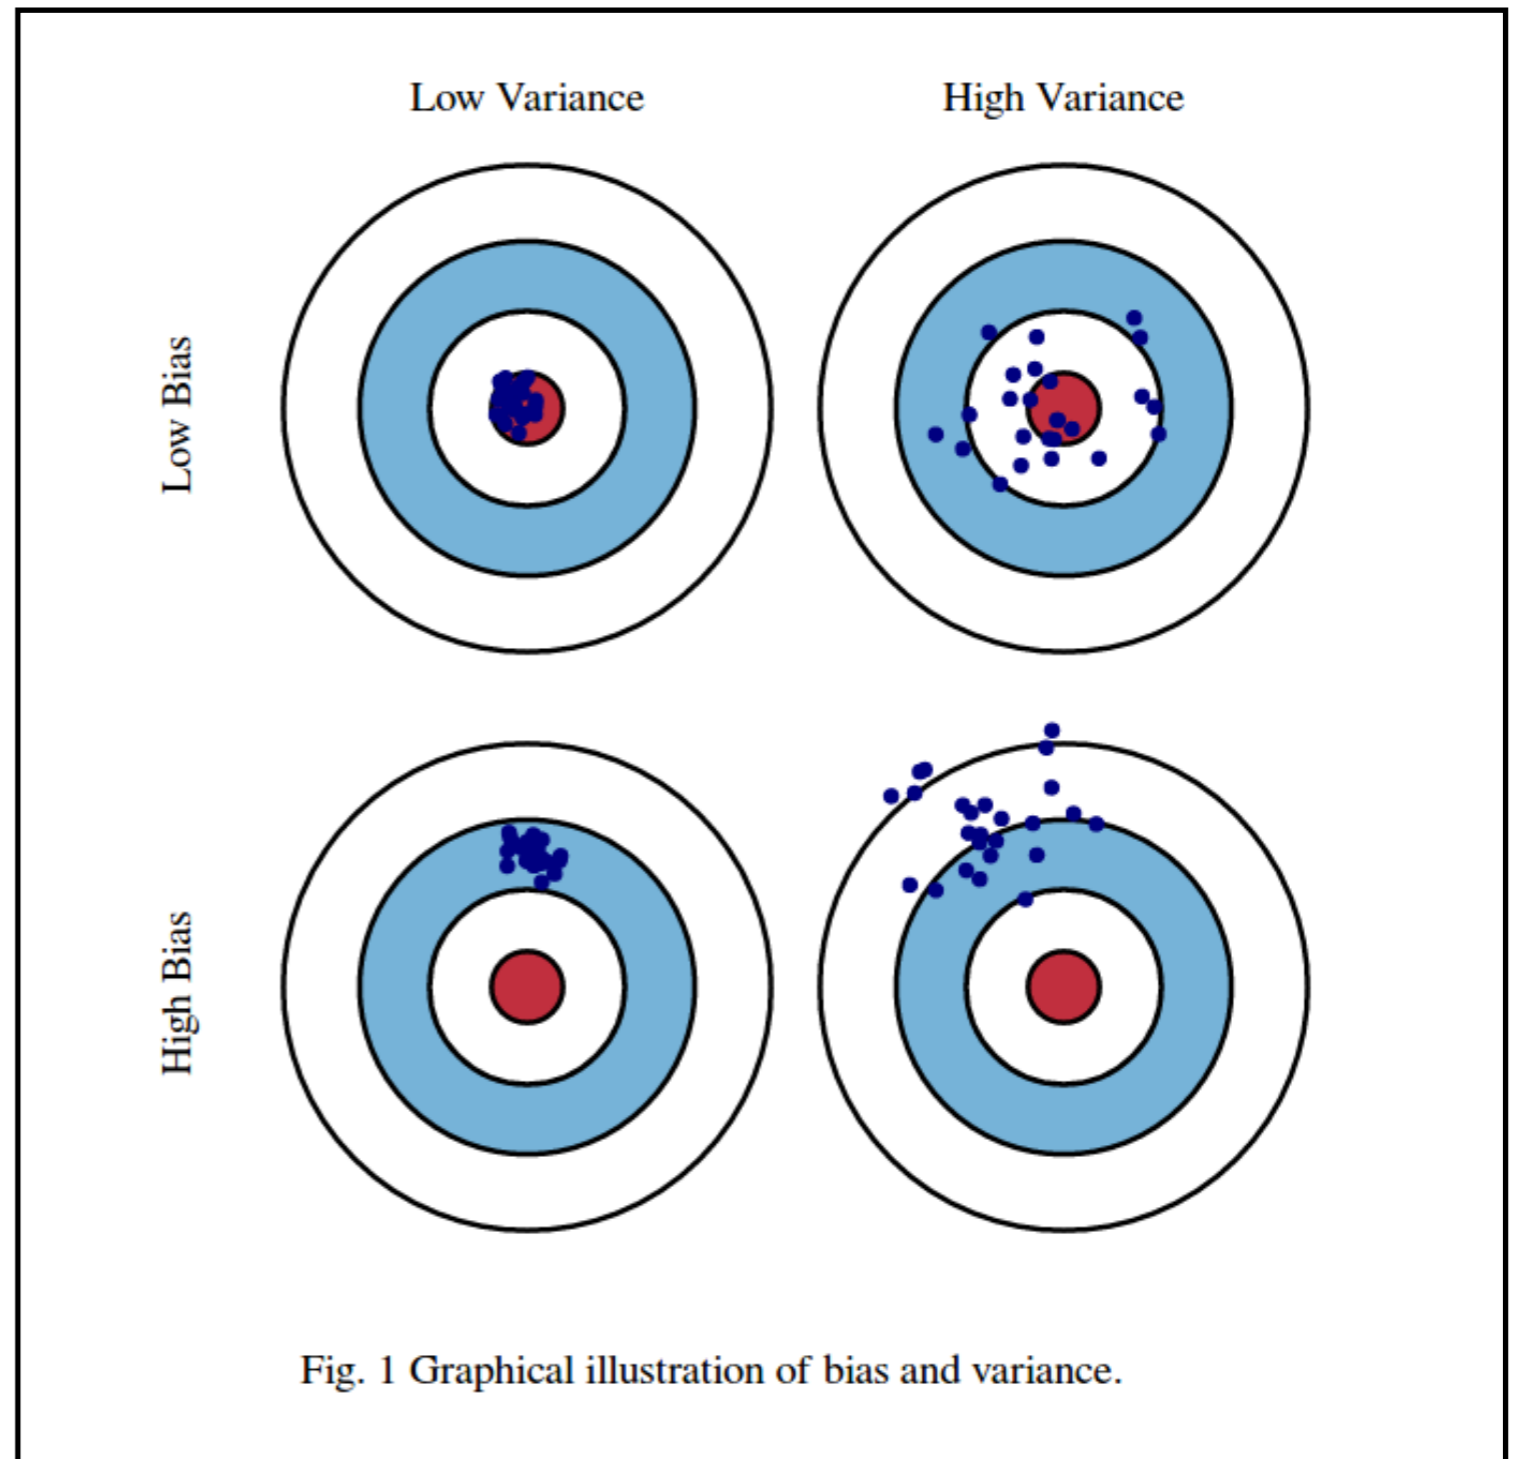 Low Variance
High Variance
Low Bias
High Bias
Fig. 1 Graphical illustration of bias and variance.